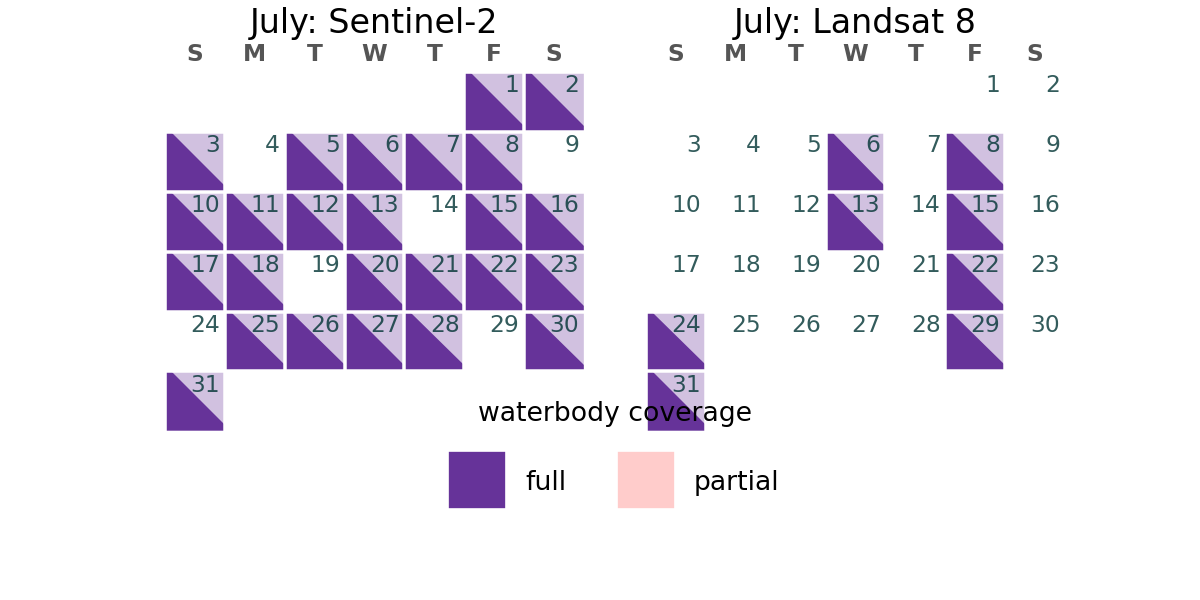 July: Sentinel-2
S M T W T F S
1 2
3 4 5 6 7 8 9
10 11 12 13 14 15 16
17 18 19 20 21 22 23
24 25 26 27 28 29 30
31
July: Landsat 8
S M T W T F S
1 2
3 4 5 6 7 8 9
10 11 12 13 14 15 16
17 18 19 20 21 22 23
24 25 26 27 28 29 30
31
waterbody coverage
full partial